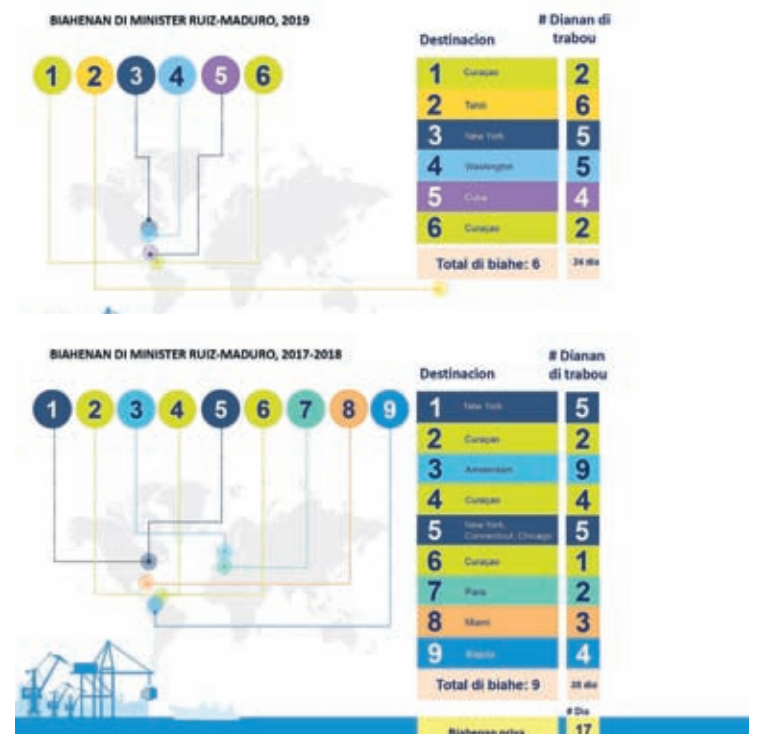 BIAHENAN DI MINISTER RUIZ-MADURO, 2019
1 2 3 4 5 6
Destinacion
# Dianan di
trabou
1 Curaçao 2
2 Tahiti 6
3 New York 5
4 Washington 5
5 Cuba 4
6 Curaçao 2
Total di biahe: 6 24 dia
BIAHENAN DI MINISTER RUIZ-MADURO, 2017-2018
1 2 3 4 5 6 7 8 9
Destinacion
# Dianan
di trabou
1 New York 5
2 Curaçao 2
3 Amsterdam 9
4 Curaçao 4
5 New York,
Connecticut, Chicago 5
6 Curaçao 1
7 Paris 2
8 Miami 3
9 4
Total di biahe: 9 dia
# Dia
Biahenan priva 17